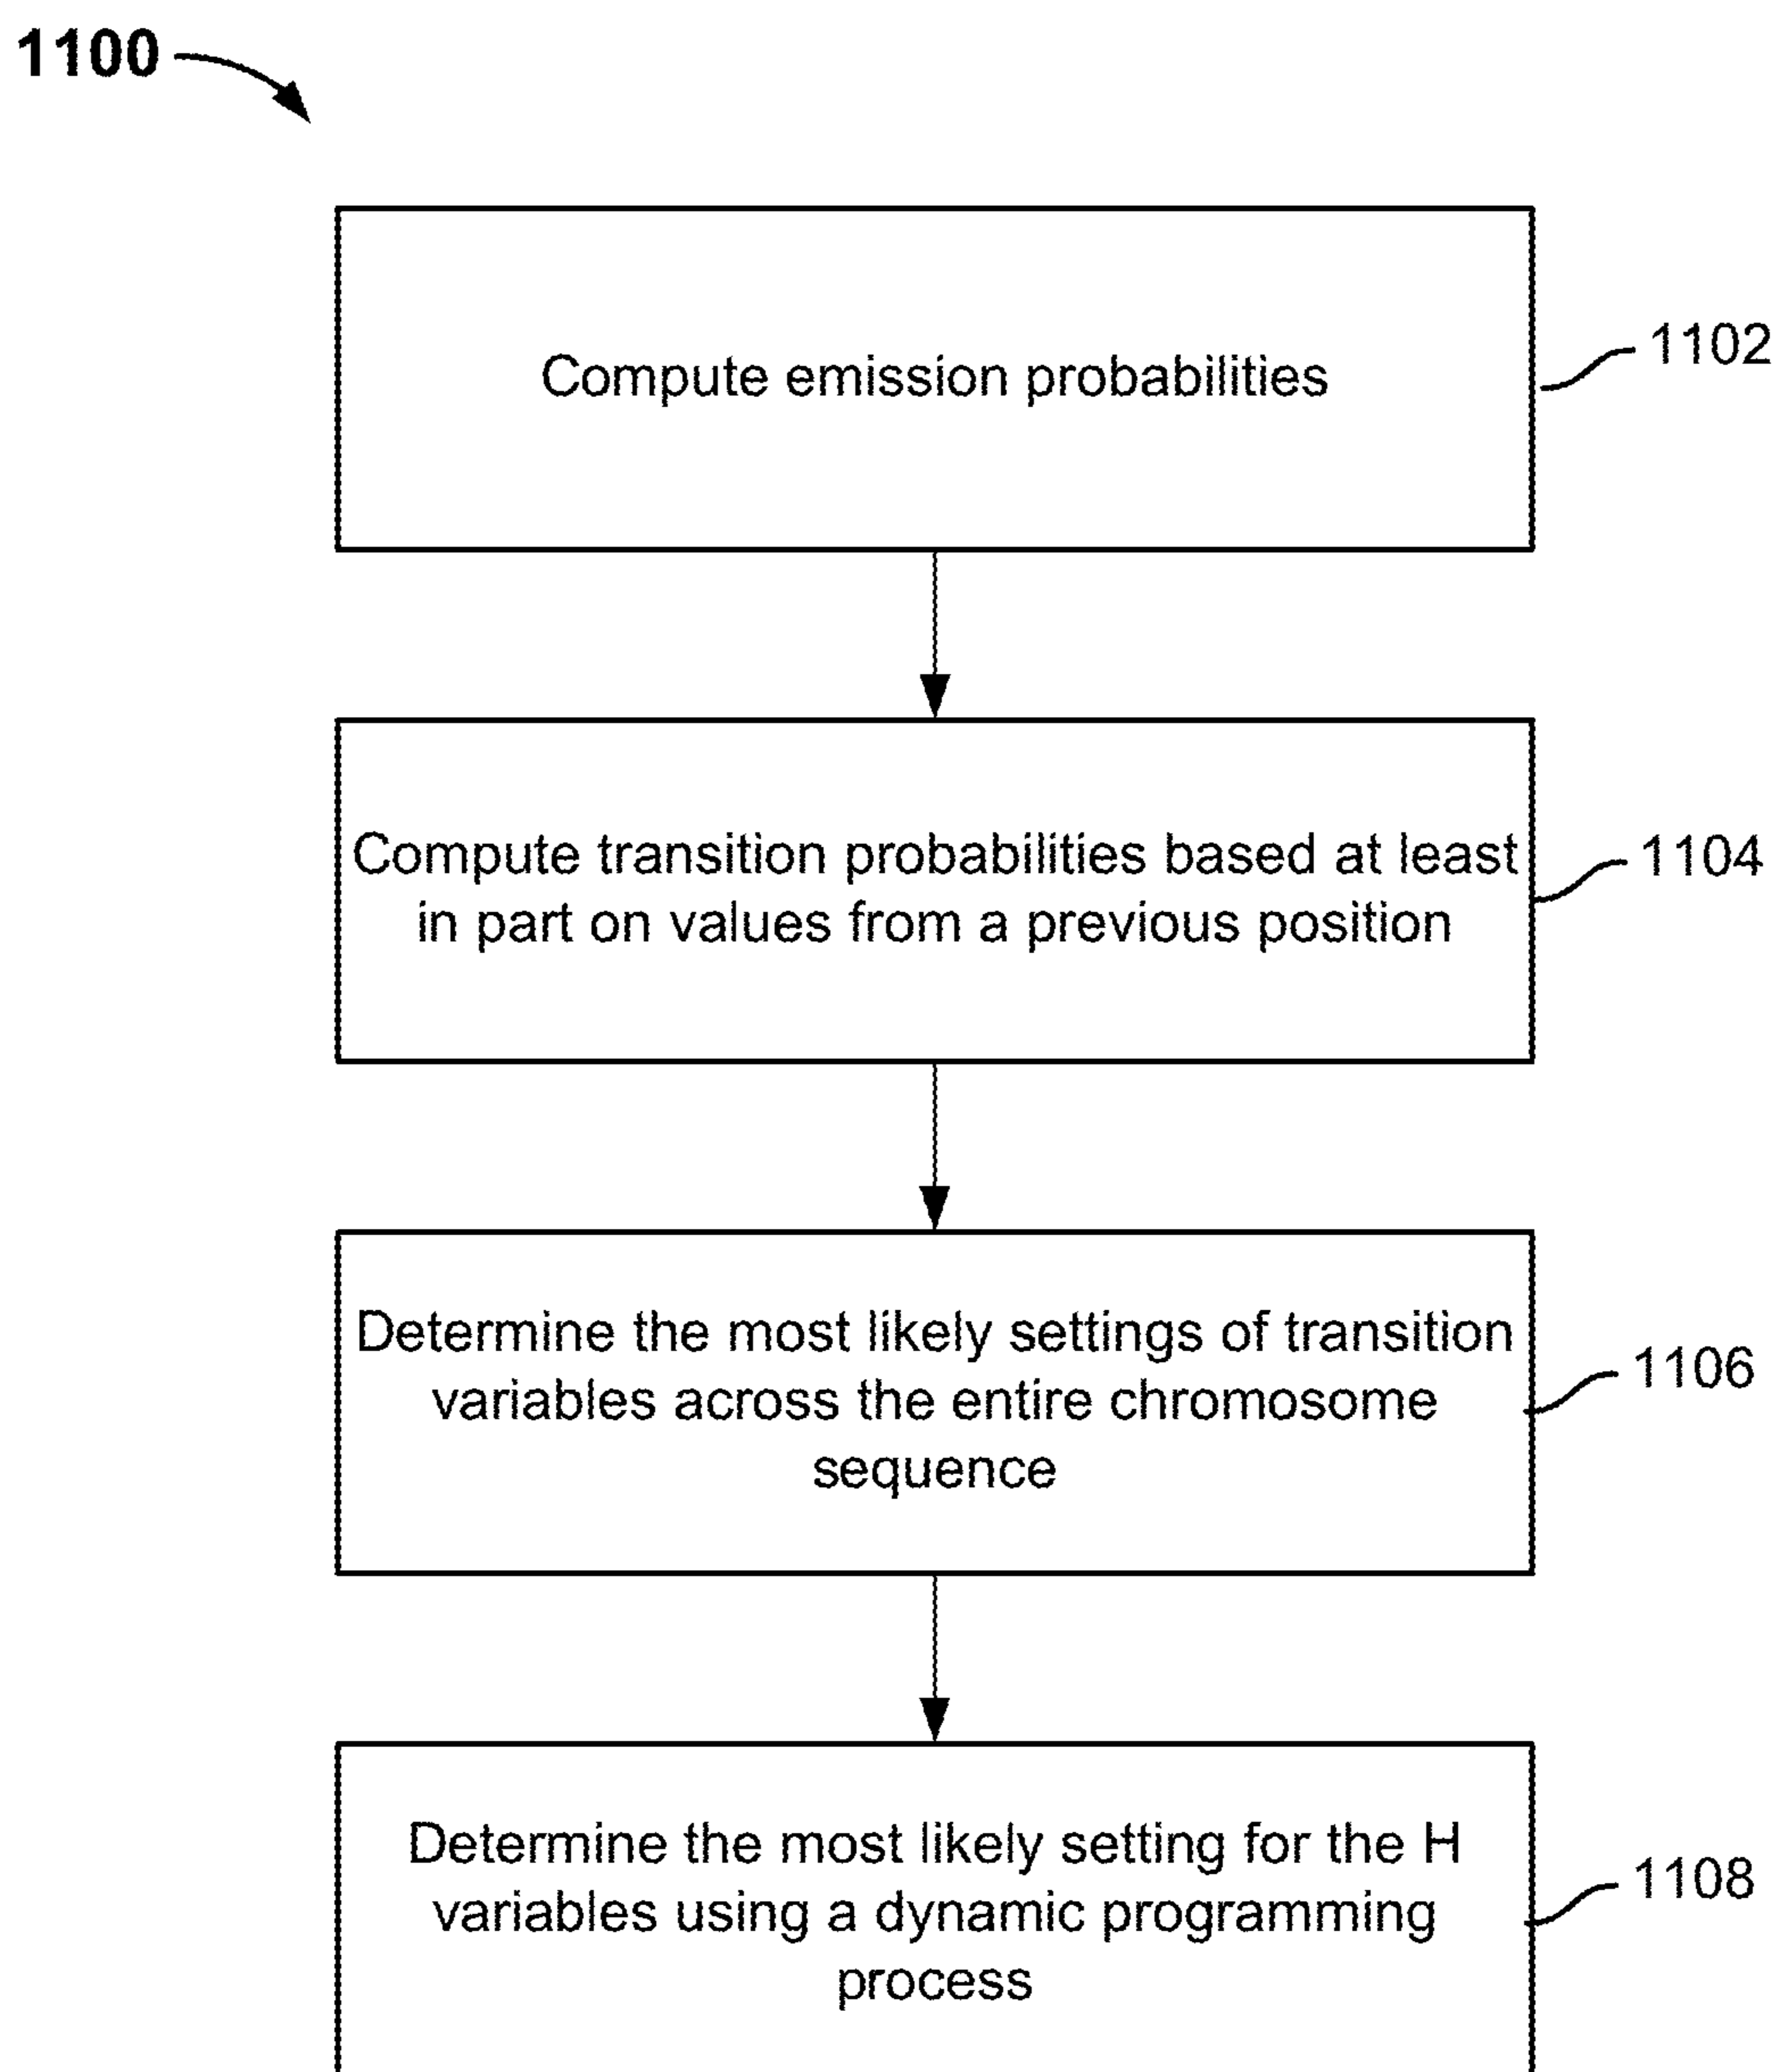 1100
Compute emission probabilities
1102
Compute transition probabilities based at least
in part on values from a previous position
1104
Determine the most likely settings of transition
variables across the entire chromosome
sequence
1106
Determine the most likely setting for the H
variables using a dynamic programming
process
1108